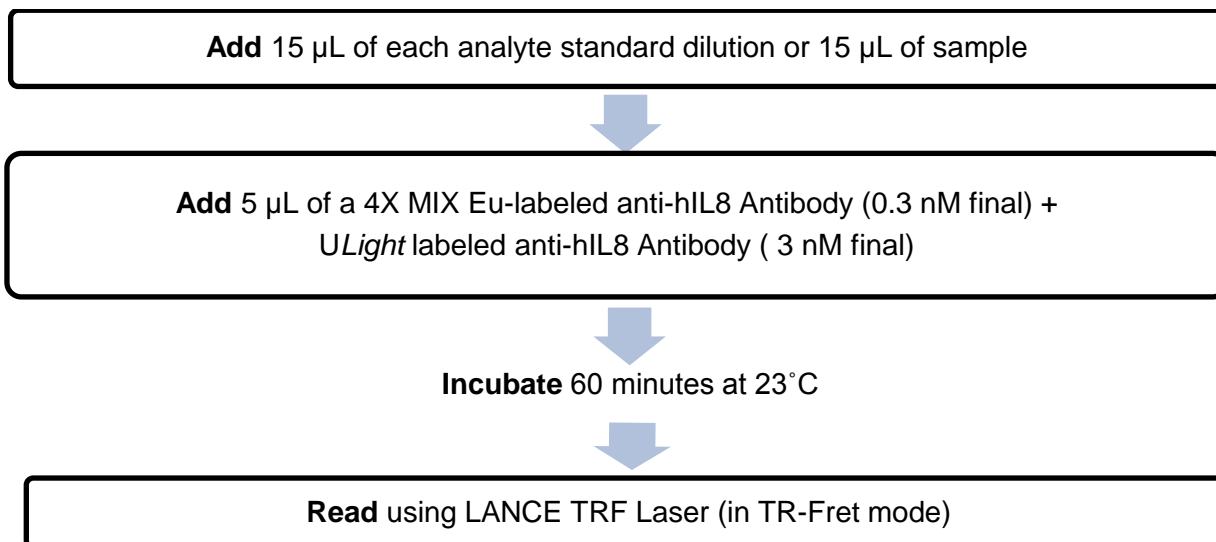 Add 15 µL of each analyte standard dilution or 15 µL of sample
Add 5 µL of a 4X MIX Eu-labeled anti-hIL8 Antibody (0.3 nM final) +
ULight labeled anti-hIL8 Antibody ( 3 nM final)
Incubate 60 minutes at 23˚C
Read using LANCE TRF Laser (in TR-Fret mode)